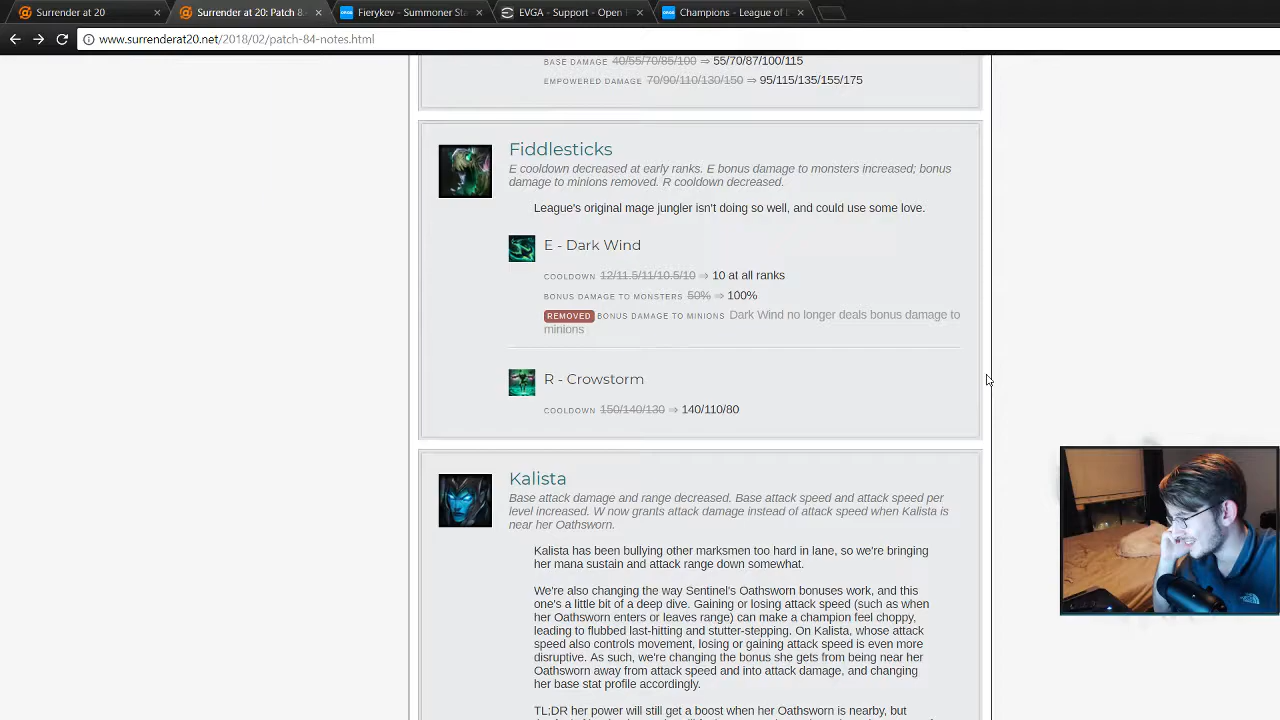 Surrender at 20
Surrender at 20: Patch 8.
Fierykev - Summoner Sta
EVGA - Support - Open
Champions - League of L
www.surrenderat20.net/2018/02/patch-84-notes.html
BASE DAMAGE 40/55/70/85/100 ⇒ 55/70/87/100/115
EMPOWERED DAMAGE 70/90/110/130/150 ⇒ 95/115/135/155/175
Fiddlesticks
E cooldown decreased at early ranks. E bonus damage to monsters increased; bonus
damage to minions removed. R cooldown decreased.
League's original mage jungler isn't doing so well, and could use some love.
E - Dark Wind
COOLDOWN 12/11.5/11/10.5/10 ⇒ 10 at all ranks
BONUS DAMAGE TO MONSTERS 50% ⇒ 100%
REMOVED BONUS DAMAGE TO MINIONS Dark Wind no longer deals bonus damage to
minions
R - Crowstorm
COOLDOWN 150/140/130 ⇒ 140/110/80
Kalista
Base attack damage and range decreased. Base attack speed and attack speed per
level increased. W now grants attack damage instead of attack speed when Kalista is
near her Oathsworn.
Kalista has been bullying other marksmen too hard in lane, so we're bringing
her mana sustain and attack range down somewhat.
We're also changing the way Sentinel's Oathsworn bonuses work, and this
one's a little bit of a deep dive. Gaining or losing attack speed (such as when
her Oathsworn enters or leaves range) can make a champion feel choppy,
leading to flubbed last-hitting and stutter-stepping. On Kalista, whose attack
speed also controls movement, losing or gaining attack speed is even more
disruptive. As such, we're changing the bonus she gets from being near her
Oathsworn away from attack speed and into attack damage, and changing
her base stat profile accordingly.
TL;DR her power will still get a boost when her Oathsworn is nearby, but